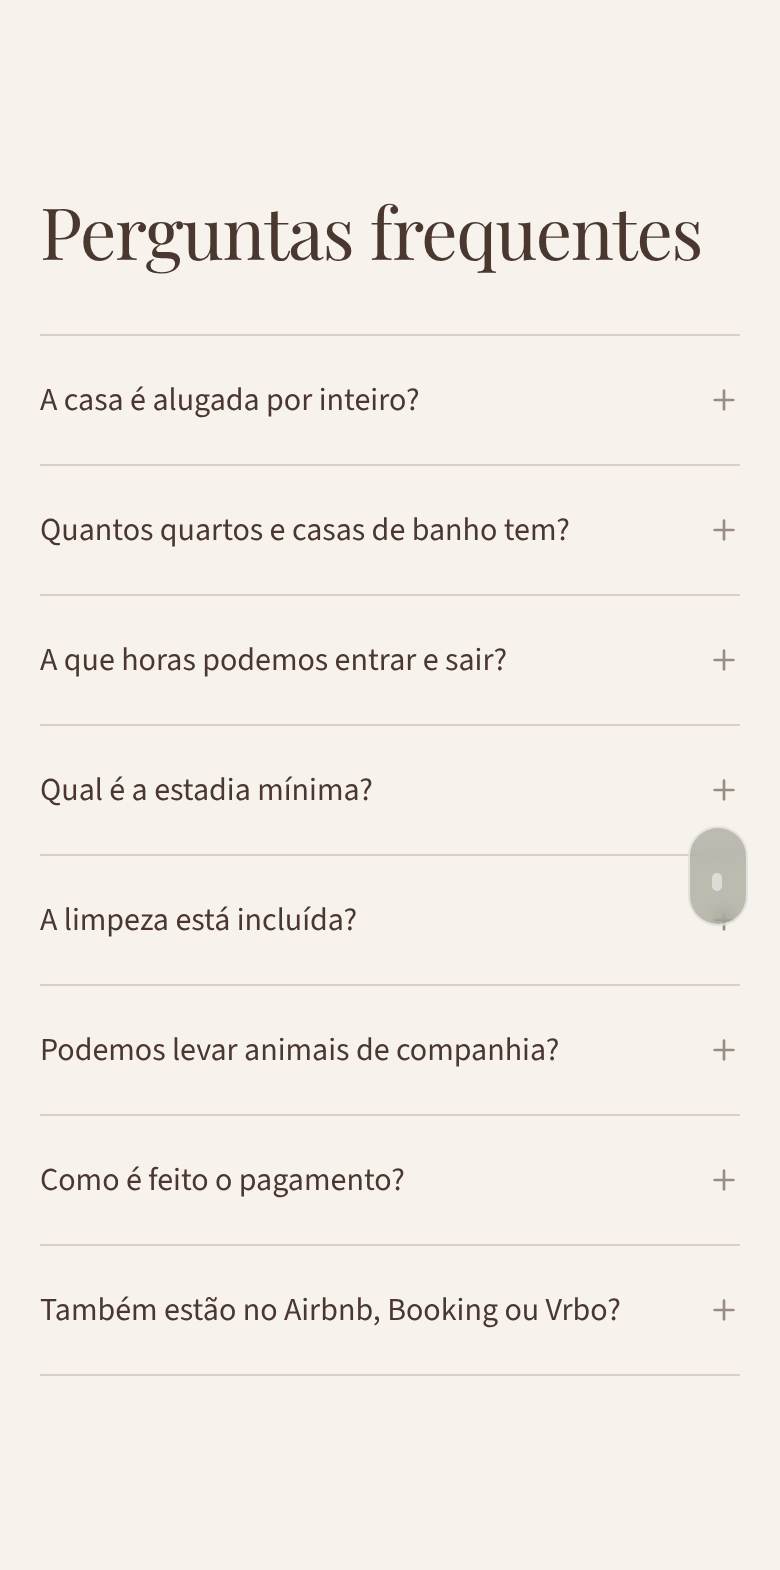 Perguntas frequentes
A casa é alugada por inteiro?
Quantos quartos e casas de banho tem?
A que horas podemos entrar e sair?
Qual é a estadia mínima?
A limpeza está incluída?
Podemos levar animais de companhia?
Como é feito o pagamento?
Também estão no Airbnb, Booking ou Vrbo?